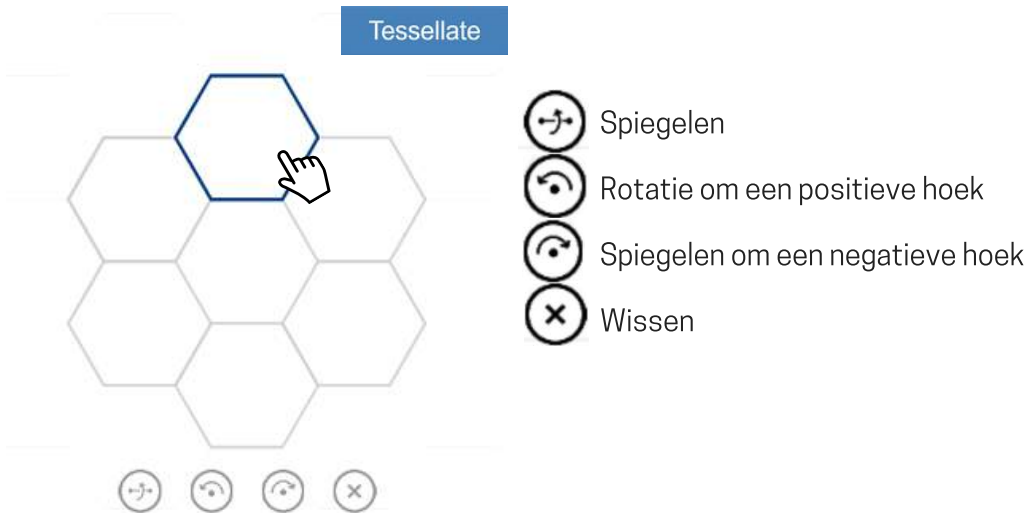 Tessellate
Spiegelen
Rotatie om een positieve hoek
Spiegelen om een negatieve hoek
Wissen